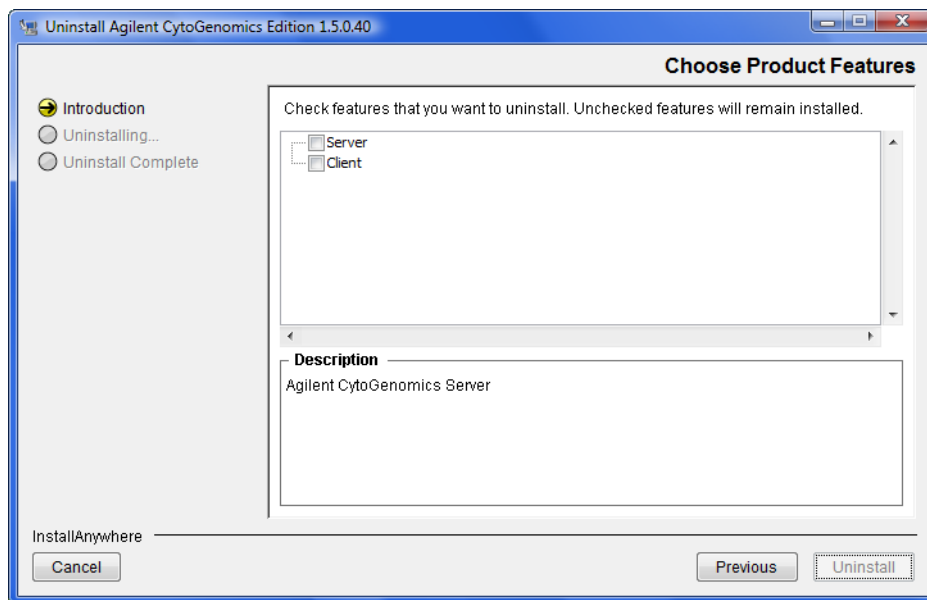 Uninstall Agilent CytoGenomics Edition 1.5.0.40
Choose Product Features
Introduction
Uninstalling...
Uninstall Complete
Check features that you want to uninstall. Unchecked features will remain installed.
Server
Client
Description
Agilent CytoGenomics Server
InstallAnywhere
Cancel
Previous
Uninstall